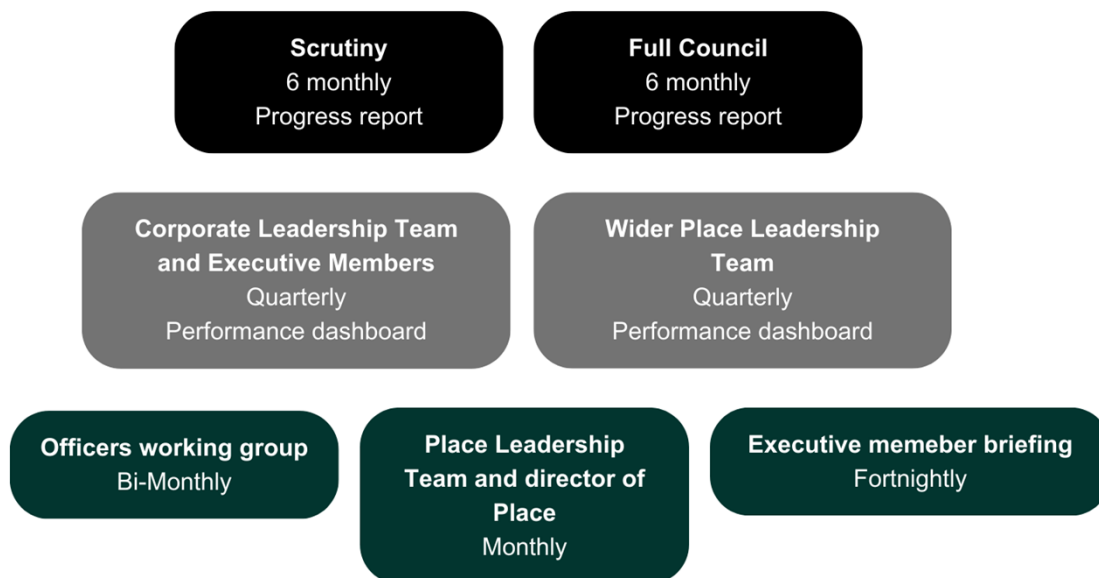 Scrutiny
6 monthly
Progress report
Full Council
6 monthly
Progress report
Corporate Leadership Team
and Executive Members
Quarterly
Performance dashboard
Wider Place Leadership
Team
Quarterly
Performance dashboard
Officers working group
Bi-Monthly
Place Leadership
Team and director of
Place
Monthly
Executive memeber briefing
Fortnightly